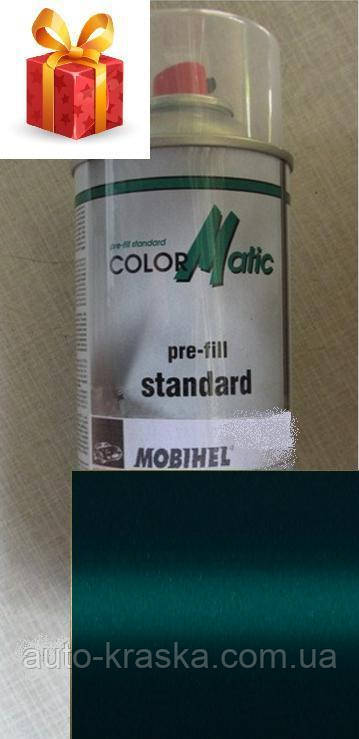 pre-fill standard
COLORMatic
pre-fill
standard
MOBIHEL
auto-kraska.com.ua